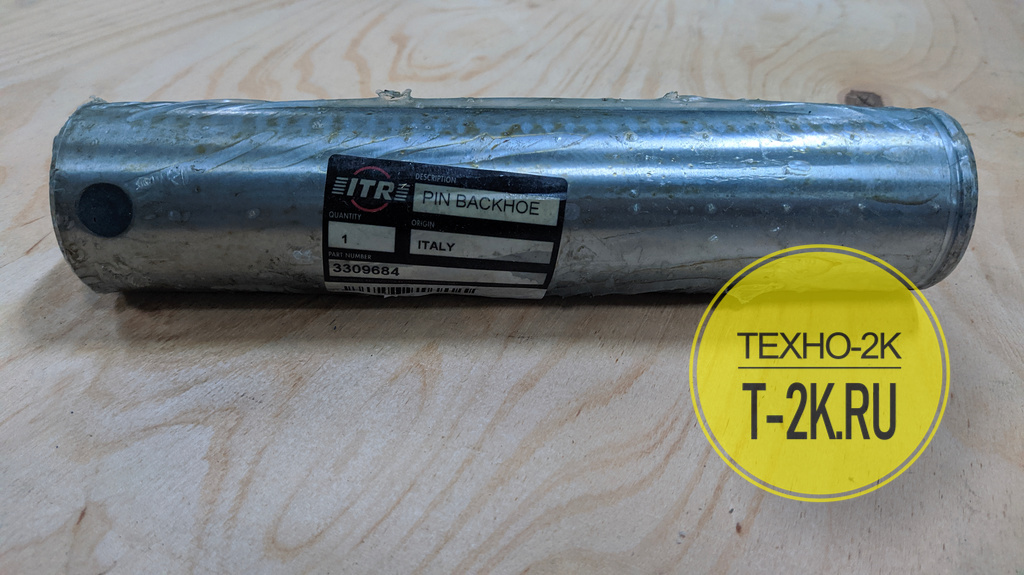 ITR
DESCRIPTION
PIN BACKHOE
QUANTITY
1
ORIGIN
ITALY
PART NUMBER
3309684
ТЕХНО-2К
T-2K.RU